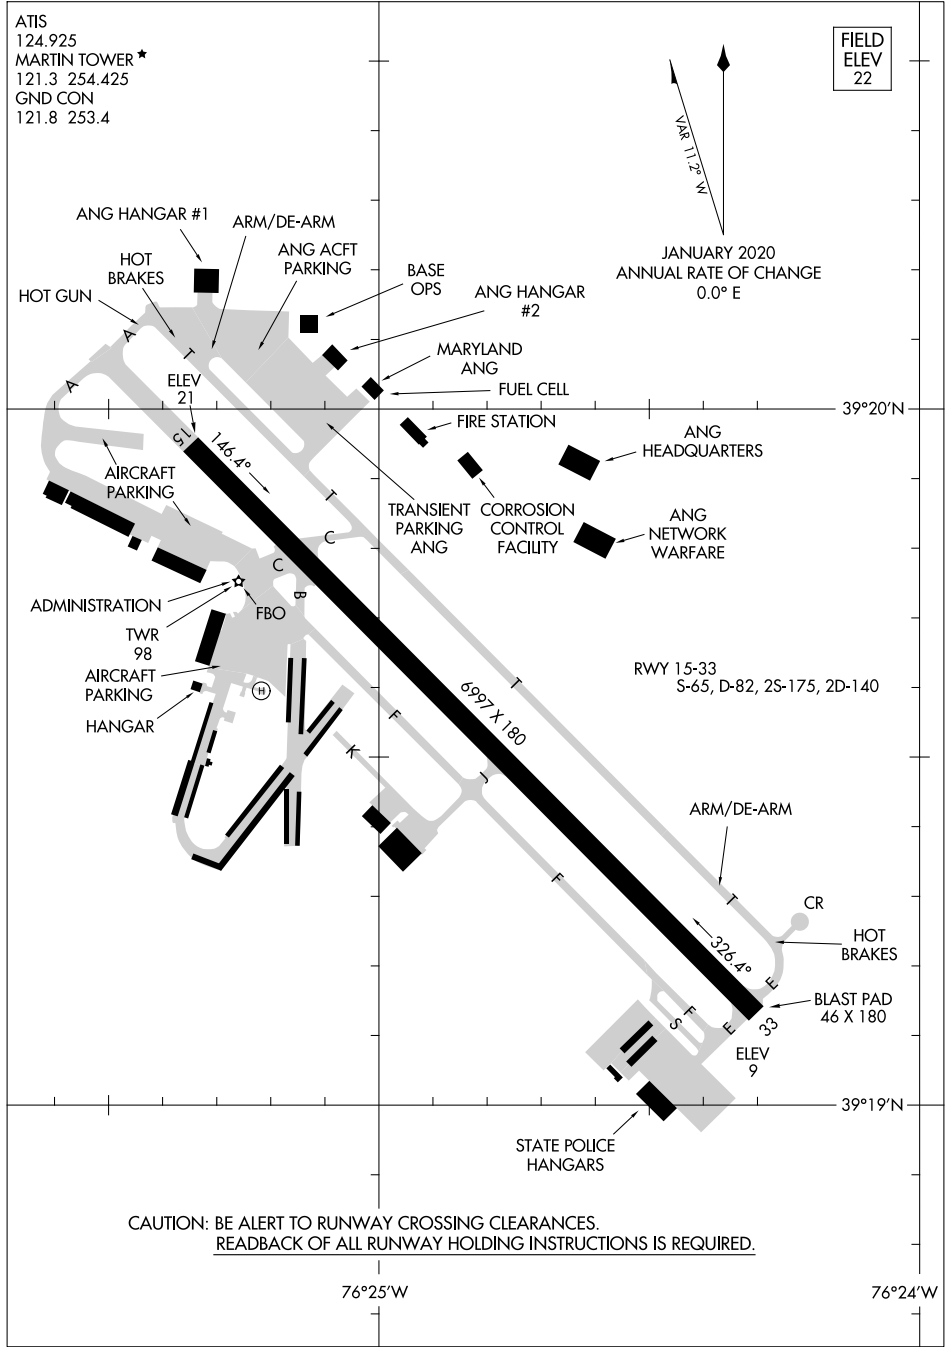 ATIS
124.925
MARTIN TOWER★
121.3 254.425
GND CON
121.8 253.4
FIELD
ELEV
22
VAR 11.2° W
JANUARY 2020
ANNUAL RATE OF CHANGE
0.0° E
ANG HANGAR #1
ARM/DE-ARM
HOT
BRAKES
ANG ACFT
PARKING
BASE
OPS
HOT GUN
ANG HANGAR
#2
A
A
T
MARYLAND
ANG
FUEL CELL
ELEV
21
39°20'N
FIRE STATION
15
146.4°
ANG
HEADQUARTERS
AIRCRAFT
PARKING
T
TRANSIENT
PARKING
ANG
CORROSION
CONTROL
FACILITY
ANG
NETWORK
WARFARE
C
C
B
ADMINISTRATION
FBO
TWR
98
AIRCRAFT
PARKING
H
HANGAR
RWY 15-33
S-65, D-82, 2S-175, 2D-140
T
6997 X 180
F
K
J
ARM/DE-ARM
F
T
CR
HOT
BRAKES
326.4°
E
BLAST PAD
46 X 180
F
S
E
33
ELEV
9
39°19'N
STATE POLICE
HANGARS
CAUTION: BE ALERT TO RUNWAY CROSSING CLEARANCES.
READBACK OF ALL RUNWAY HOLDING INSTRUCTIONS IS REQUIRED.
76°25'W
76°24'W